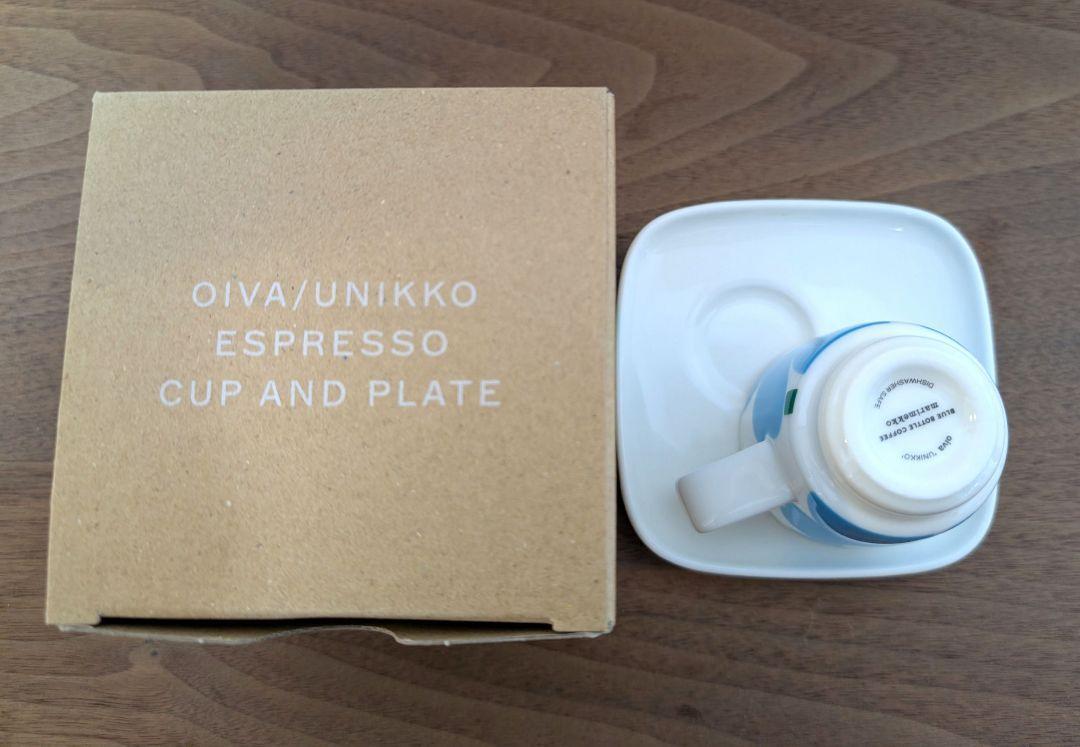 OIVA/UNIKKO
ESPRESSO
CUP AND PLATE
oiva "UNIKKO"
BLUE BOTTLE COFFEE
marimekko
DISHWASHER SAFE